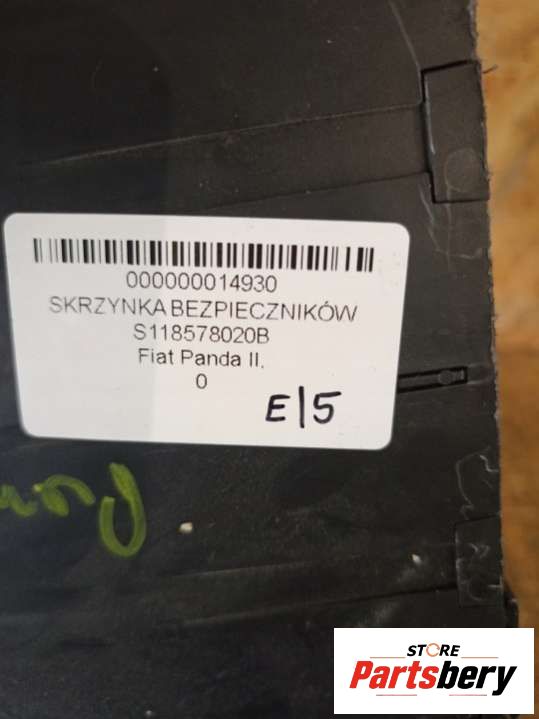 000000014930
SKRZYNKA BEZPIECZNIKÓW
S118578020B
Fiat Panda II,
0
E/5
STORE
Partsbery